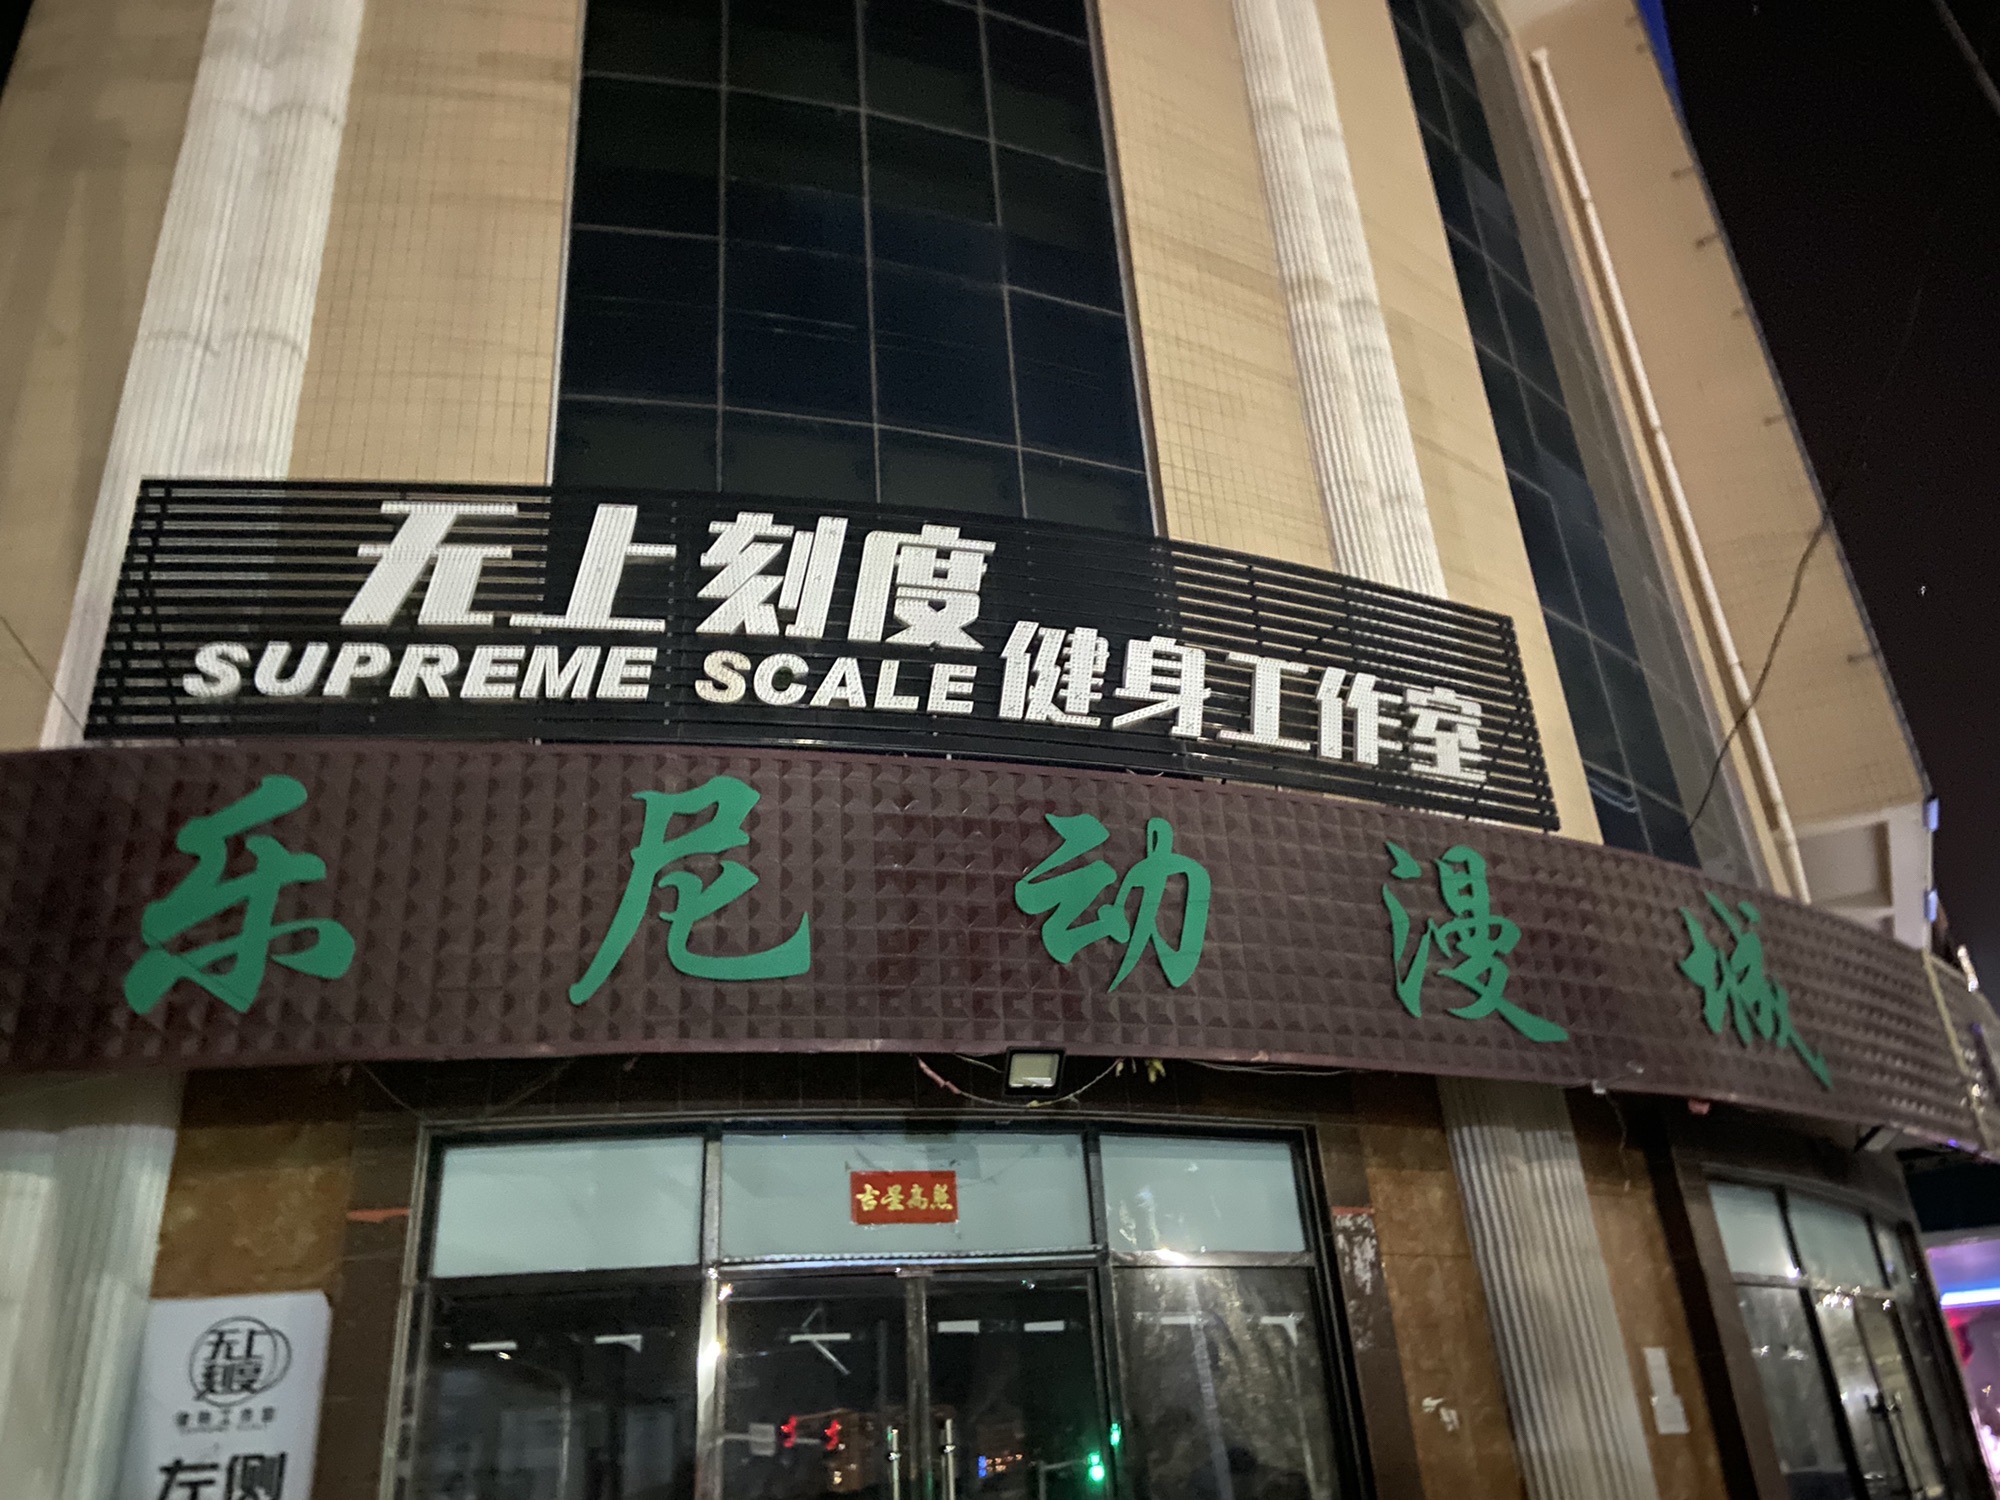 无上刻度
SUPREME SCALE 健身工作室
乐尼动漫城
吉星高照
无上
刻度
健身工作室
左侧